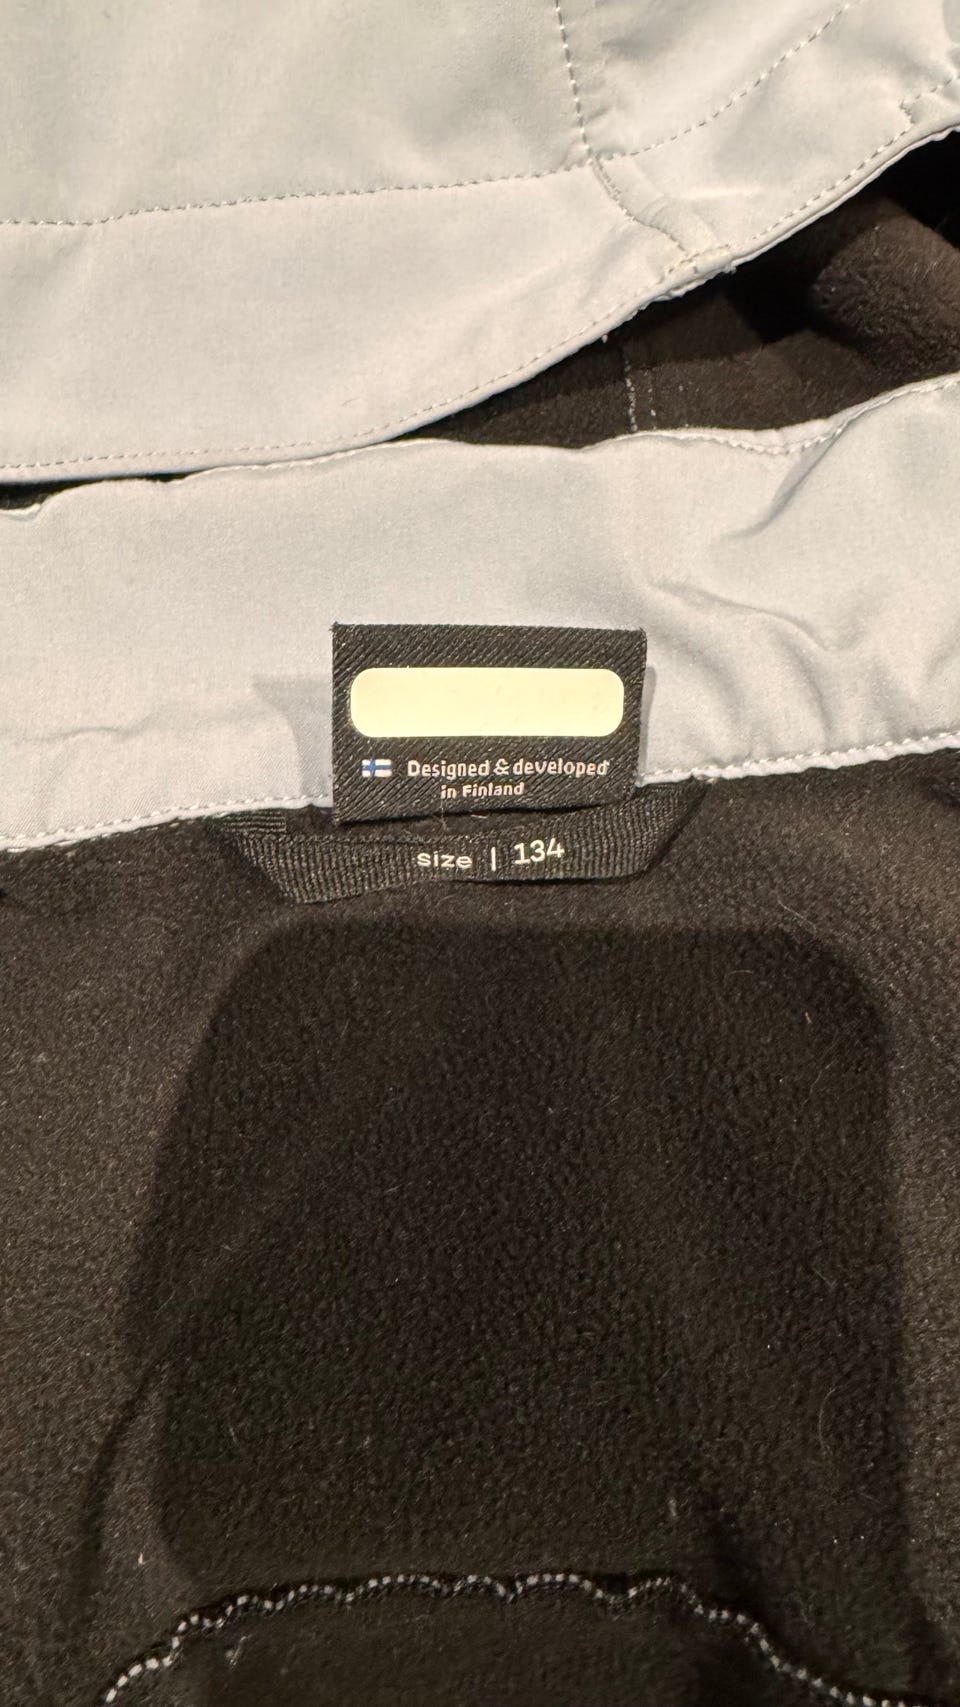 Designed & developed
in Finland
size | 134